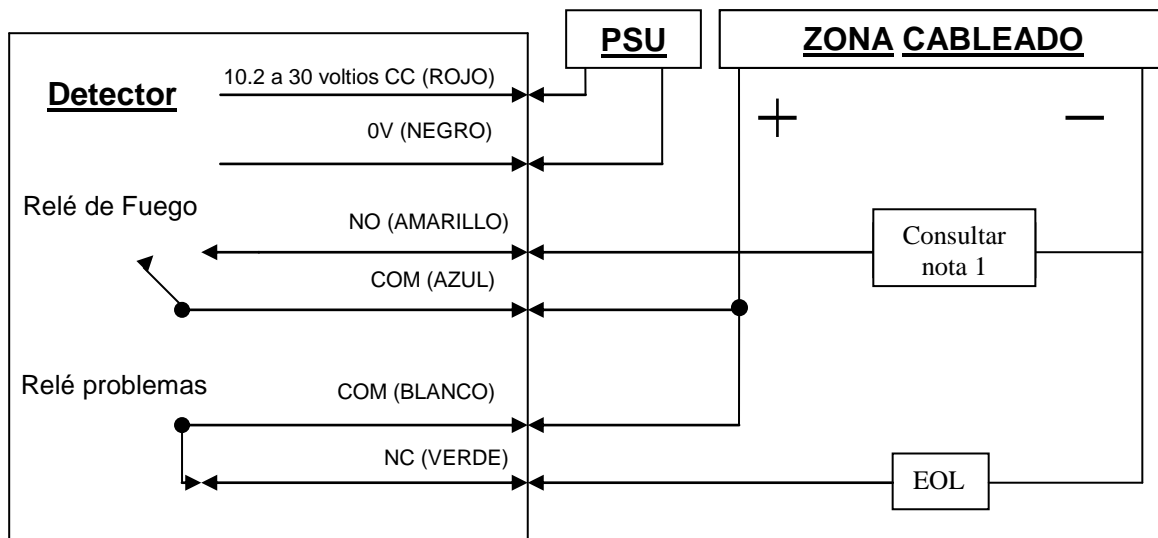 PSU
ZONA CABLEADO
Detector
10.2 a 30 voltios CC (ROJO)
0V (NEGRO)
+
−
Relé de Fuego
NO (AMARILLO)
Consultar
nota 1
COM (AZUL)
Relé problemas
COM (BLANCO)
NC (VERDE)
EOL